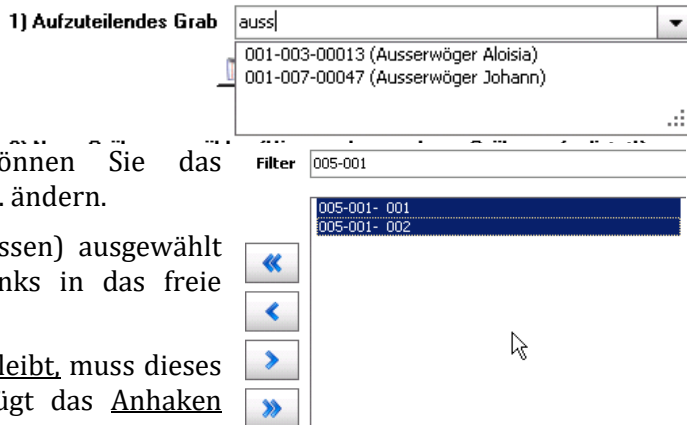 1) Aufzuteilendes Grab auss
001-003-00013 (Ausserwöger Aloisia)
001-007-00047 (Ausserwöger Johann)
önnen Sie das
. ändern.
ssen) ausgewählt
nks in das freie
leibt, muss dieses
ügt das Anhaken
Filter 005-001
005-001- 001
005-001- 002